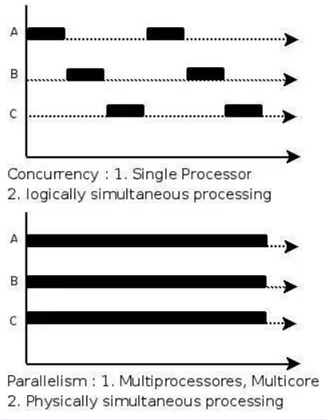 A
B
C
Concurrency : 1. Single Processor
2. logically simultaneous processing
A
B
C
Parallelism : 1. Multiprocessores, Multicore
2. Physically simultaneous processing